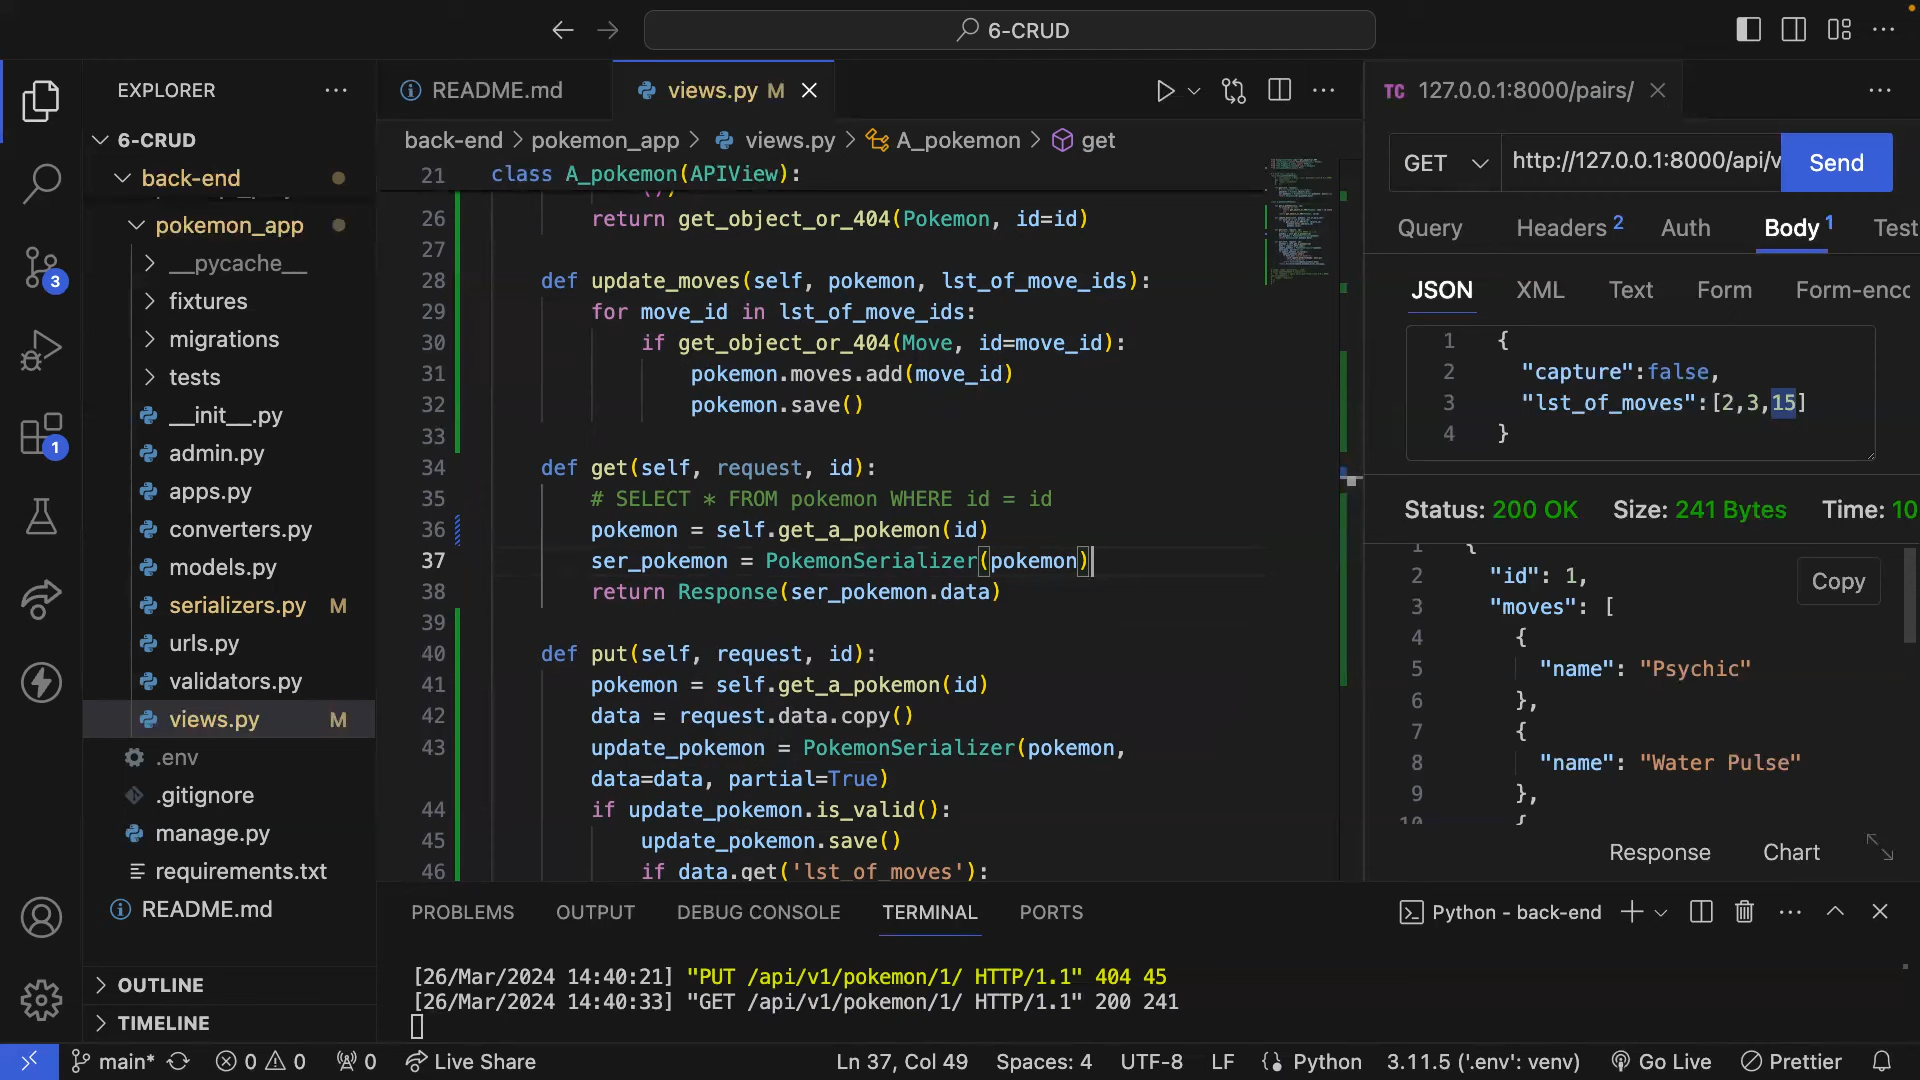 6-CRUD
EXPLORER
6-CRUD
back-end
pokemon_app
__pycache__
fixtures
migrations
tests
__init__.py
admin.py
apps.py
converters.py
models.py
serializers.py M
urls.py
validators.py
views.py M
.env
.gitignore
manage.py
requirements.txt
README.md
OUTLINE
TIMELINE
3
1
README.md
views.py M
back-end > pokemon_app > views.py > A_pokemon > get
21 class A_pokemon(APIView):
26 return get_object_or_404(Pokemon, id=id)
27
28 def update_moves(self, pokemon, lst_of_move_ids):
29 for move_id in lst_of_move_ids:
30 if get_object_or_404(Move, id=move_id):
31 pokemon.moves.add(move_id)
32 pokemon.save()
33
34 def get(self, request, id):
35 # SELECT * FROM pokemon WHERE id = id
36 pokemon = self.get_a_pokemon(id)
37 ser_pokemon = PokemonSerializer(pokemon)
38 return Response(ser_pokemon.data)
39
40 def put(self, request, id):
41 pokemon = self.get_a_pokemon(id)
42 data = request.data.copy()
43 update_pokemon = PokemonSerializer(pokemon,
data=data, partial=True)
44 if update_pokemon.is_valid():
45 update_pokemon.save()
46 if data.get('lst_of_moves'):
TC 127.0.0.1:8000/pairs/
GET http://127.0.0.1:8000/api/v Send
Query Headers 2 Auth Body 1 Test
JSON XML Text Form Form-enc
1 {
2 "capture":false,
3 "lst_of_moves":[2,3,15]
4 }
Status: 200 OK Size: 241 Bytes Time: 10
1 {
2 "id": 1,
3 "moves": [
4 {
5 "name": "Psychic"
6 },
7 {
8 "name": "Water Pulse"
9 },
10 {
Copy
Response Chart
PROBLEMS OUTPUT DEBUG CONSOLE TERMINAL PORTS
Python - back-end
[26/Mar/2024 14:40:21] "PUT /api/v1/pokemon/1/ HTTP/1.1" 404 45
[26/Mar/2024 14:40:33] "GET /api/v1/pokemon/1/ HTTP/1.1" 200 241
main* 0 0 0 Live Share Ln 37, Col 49 Spaces: 4 UTF-8 LF Python 3.11.5 ('.env': venv) Go Live Prettier